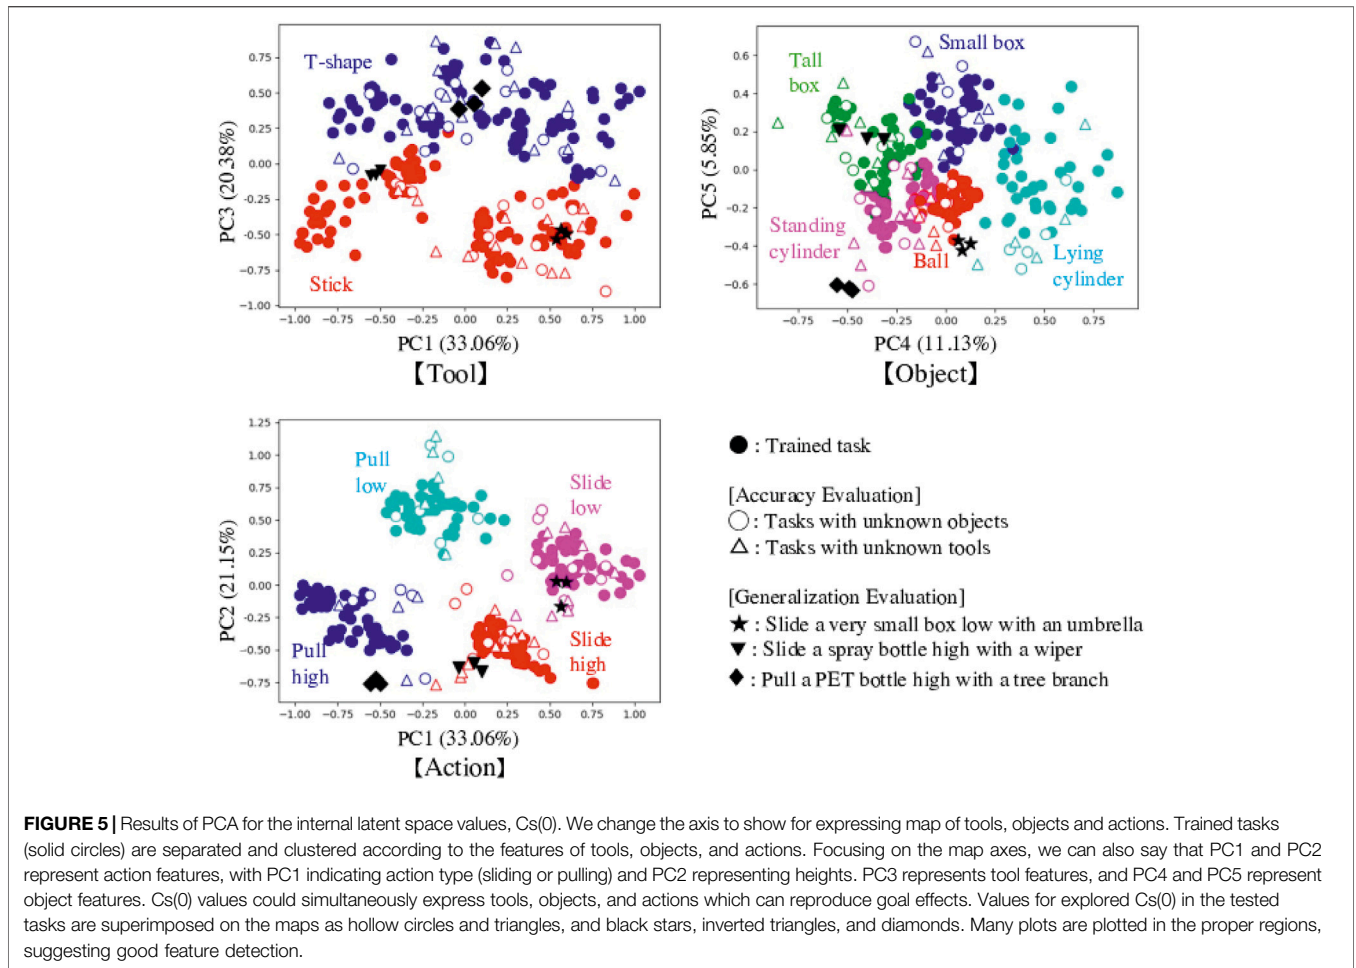 T-shape
Stick
PC3 (20.38%)
0.75
0.50
0.25
0.00
−0.25
−0.50
−0.75
−1.00
−1.00 −0.75 −0.50 −0.25 0.00 0.25 0.50 0.75 1.00
PC1 (33.06%)
【Tool】
Small box
Tall
box
Standing
cylinder
Ball
Lying
cylinder
PC5 (5.85%)
0.6
0.4
0.2
0.0
−0.2
−0.4
−0.6
−0.75 −0.50 −0.25 0.00 0.25 0.50 0.75
PC4 (11.13%)
【Object】
Pull
low
Slide
low
Pull
high
Slide
high
PC2 (21.15%)
1.25
1.00
0.75
0.50
0.25
0.00
−0.25
−0.50
−0.75
−1.00 −0.75 −0.50 −0.25 0.00 0.25 0.50 0.75 1.00
PC1 (33.06%)
【Action】
: Trained task
[Accuracy Evaluation]
: Tasks with unknown objects
: Tasks with unknown tools
[Generalization Evaluation]
: Slide a very small box low with an umbrella
: Slide a spray bottle high with a wiper
: Pull a PET bottle high with a tree branch
FIGURE 5 | Results of PCA for the internal latent space values, Cs(0). We change the axis to show for expressing map of tools, objects and actions. Trained tasks
(solid circles) are separated and clustered according to the features of tools, objects, and actions. Focusing on the map axes, we can also say that PC1 and PC2
represent action features, with PC1 indicating action type (sliding or pulling) and PC2 representing heights. PC3 represents tool features, and PC4 and PC5 represent
object features. Cs(0) values could simultaneously express tools, objects, and actions which can reproduce goal effects. Values for explored Cs(0) in the tested
tasks are superimposed on the maps as hollow circles and triangles, and black stars, inverted triangles, and diamonds. Many plots are plotted in the proper regions,
suggesting good feature detection.